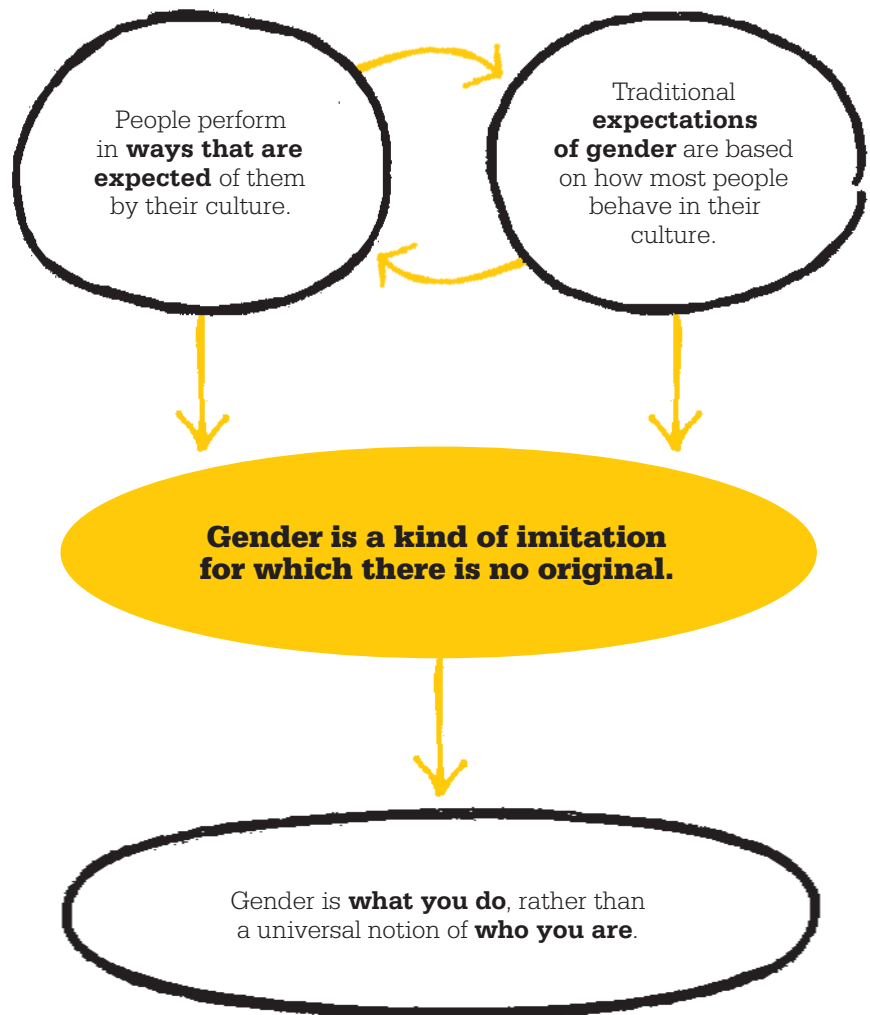 People perform
in ways that are
expected of them
by their culture.
Traditional
expectations
of gender are based
on how most people
behave in their
culture.
Gender is a kind of imitation
for which there is no original.
Gender is what you do, rather than
a universal notion of who you are.